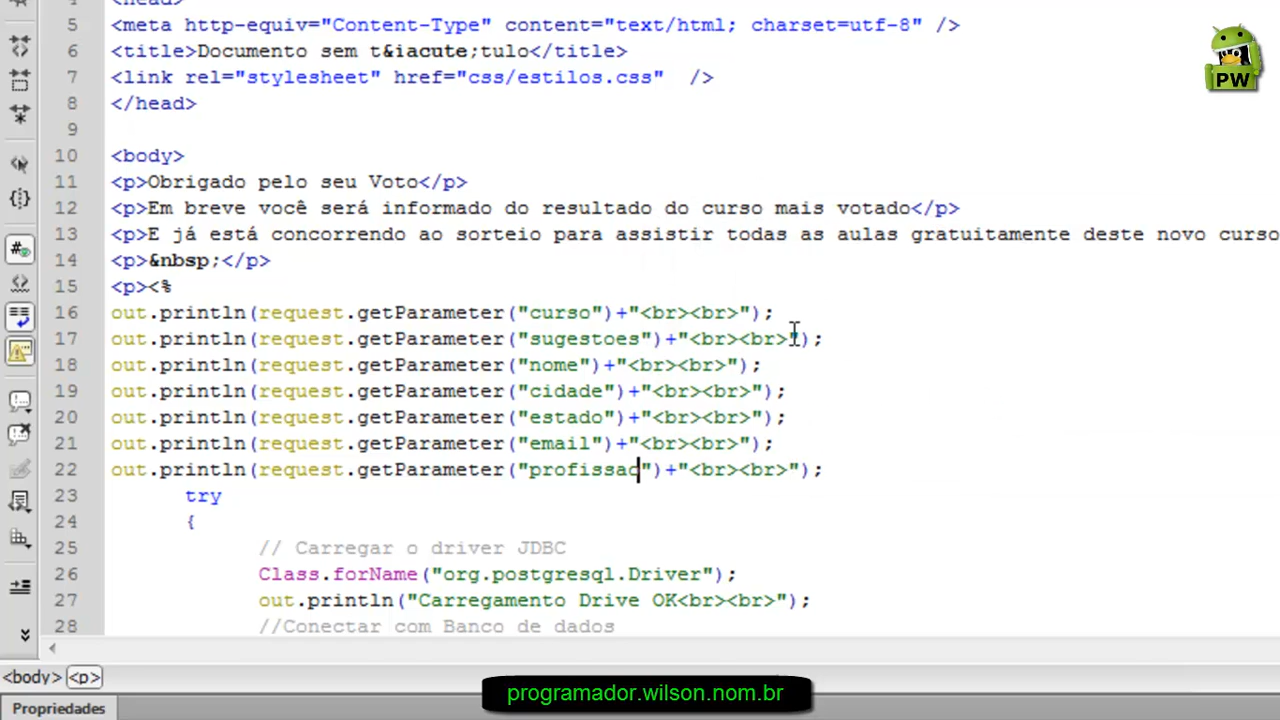 4 <head>
5 <meta http-equiv="Content-Type" content="text/html; charset=utf-8" />
6 <title>Documento sem t&iacute;tulo</title>
7 <link rel="stylesheet" href="css/estilos.css"  />
8 </head>
9
10 <body>
11 <p>Obrigado pelo seu Voto</p>
12 <p>Em breve você será informado do resultado do curso mais votado</p>
13 <p>E já está concorrendo ao sorteio para assistir todas as aulas gratuitamente deste novo curso
14 <p>&nbsp;</p>
15 <p><%
16 out.println(request.getParameter("curso")+"<br><br>");
17 out.println(request.getParameter("sugestoes")+"<br><br>");
18 out.println(request.getParameter("nome")+"<br><br>");
19 out.println(request.getParameter("cidade")+"<br><br>");
20 out.println(request.getParameter("estado")+"<br><br>");
21 out.println(request.getParameter("email")+"<br><br>");
22 out.println(request.getParameter("profissao")+"<br><br>");
23 try
24 {
25 // Carregar o driver JDBC
26 Class.forName("org.postgresql.Driver");
27 out.println("Carregamento Drive OK<br><br>");
28 //Conectar com Banco de dados
<body> <p>
Propriedades
programador.wilson.nom.br
PW